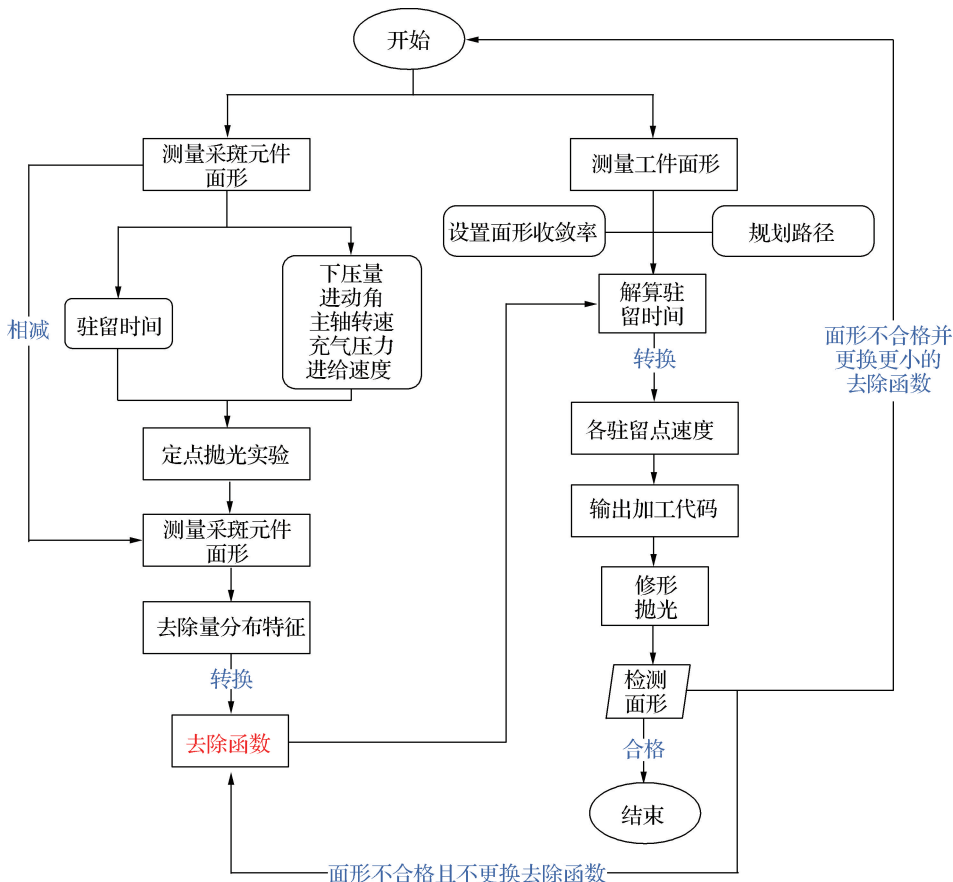 开始
测量采斑元件
面形
测量工件面形
设置面形收敛率
规划路径
相减
驻留时间
下压量
进动角
主轴转速
充气压力
进给速度
解算驻
留时间
转换
面形不合格并
更换更小的
去除函数
各驻留点速度
定点抛光实验
输出加工代码
测量采斑元件
面形
修形
抛光
去除量分布特征
转换
检测
面形
去除函数
合格
结束
面形不合格且不更换去除函数